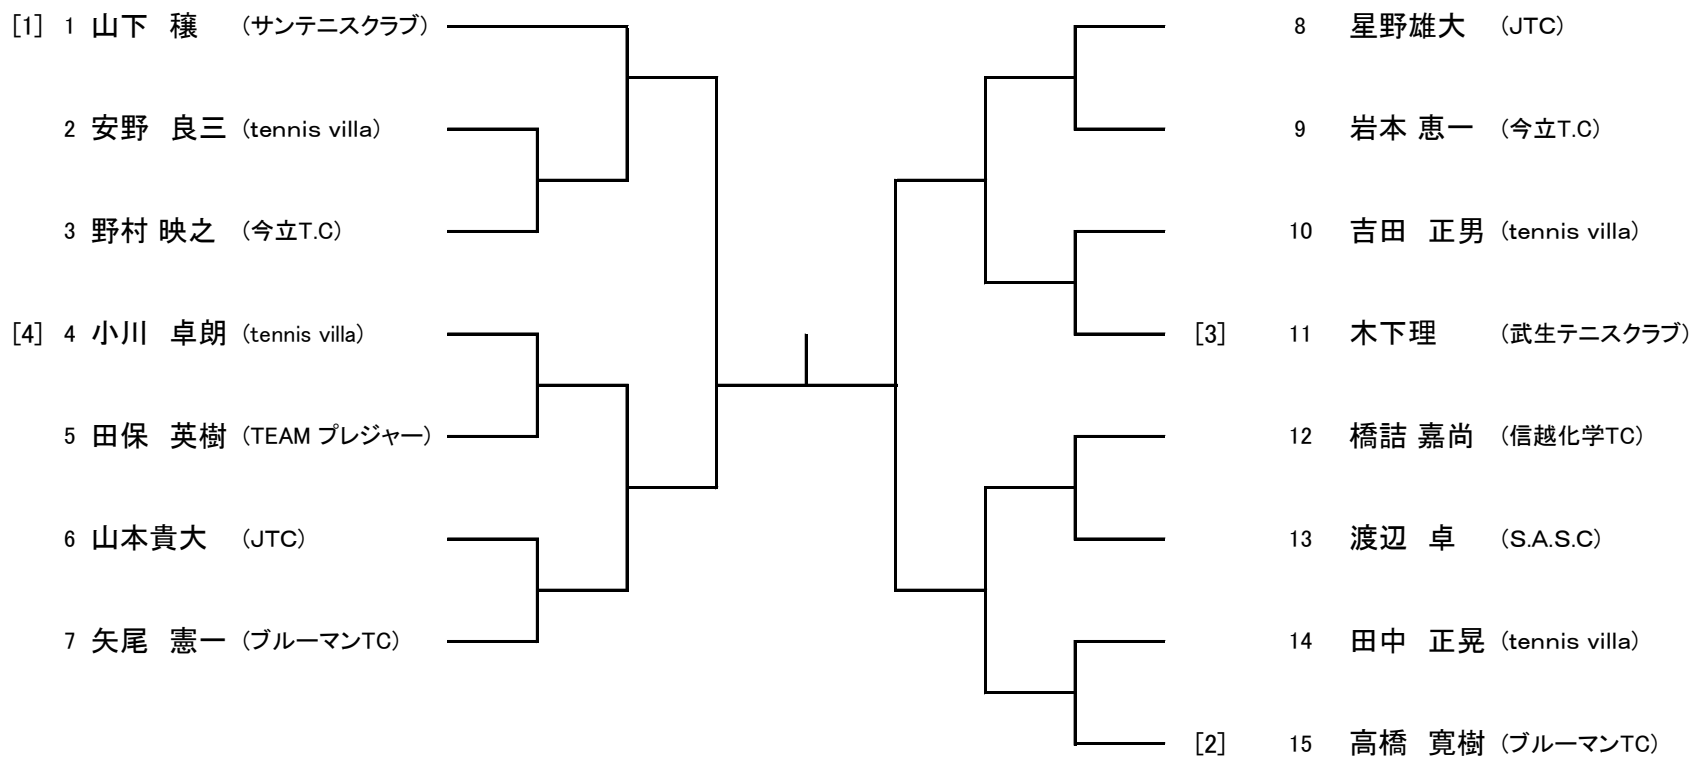 [1] 1 山下　穣 (サンテニスクラブ)
2 安野　良三 (tennis villa)
3 野村 映之 (今立T.C)
[4] 4 小川　卓朗 (tennis villa)
5 田保　英樹 (TEAM プレジャー)
6 山本貴大 (JTC)
7 矢尾　憲一 (ブルーマンTC)
8 星野雄大 (JTC)
9 岩本 恵一 (今立T.C)
10 吉田　正男 (tennis villa)
[3] 11 木下理 (武生テニスクラブ)
12 橋詰 嘉尚 (信越化学TC)
13 渡辺　卓 (S.A.S.C)
14 田中　正晃 (tennis villa)
[2] 15 高橋　寛樹 (ブルーマンTC)